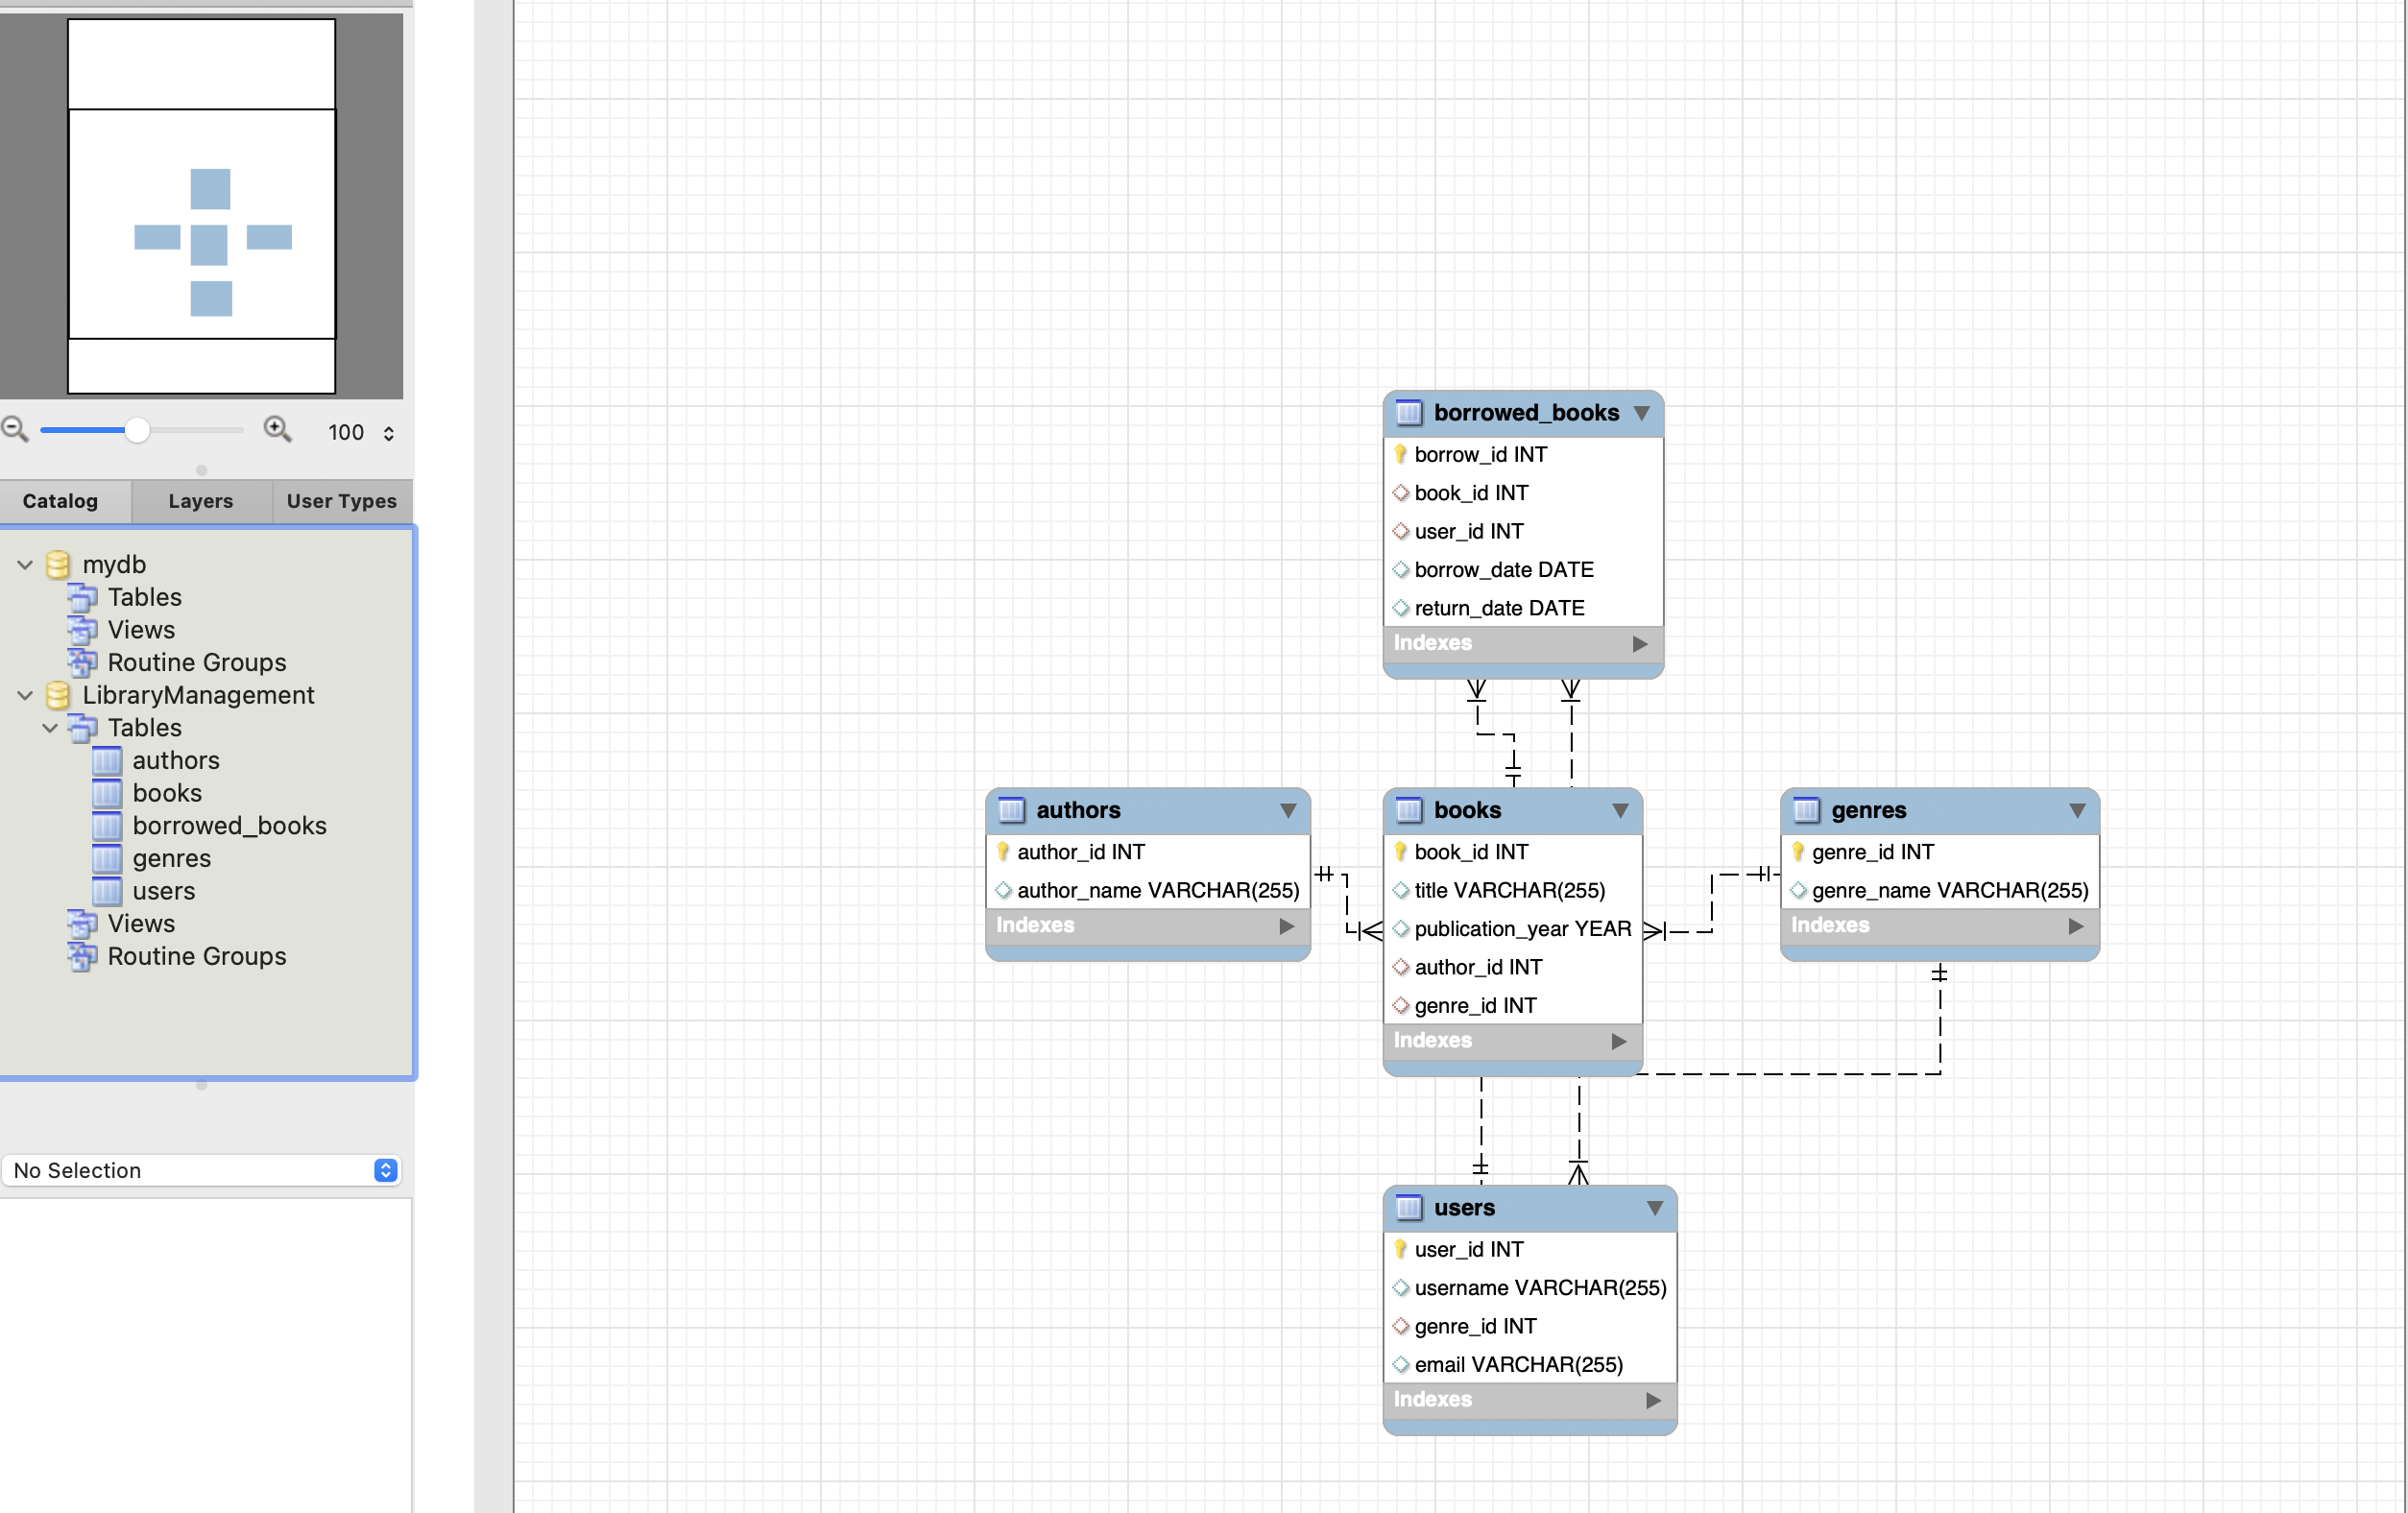 100
Catalog
Layers
User Types
mydb
Tables
Views
Routine Groups
LibraryManagement
Tables
authors
books
borrowed_books
genres
users
Views
Routine Groups
No Selection
borrowed_books
borrow_id INT
book_id INT
user_id INT
borrow_date DATE
return_date DATE
Indexes
authors
author_id INT
author_name VARCHAR(255)
Indexes
books
book_id INT
title VARCHAR(255)
publication_year YEAR
author_id INT
genre_id INT
Indexes
genres
genre_id INT
genre_name VARCHAR(255)
Indexes
users
user_id INT
username VARCHAR(255)
genre_id INT
email VARCHAR(255)
Indexes